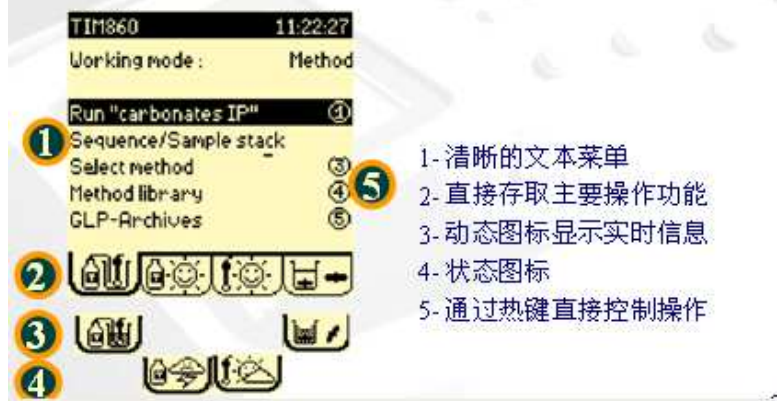 TIM860 11:22:27
Working mode : Method
Run "carbonates IP" ①
Sequence/Sample stack
Select method ③
Method library ④
GLP-Archives ⑤
1
5
2
3
4
1-清晰的文本菜单
2-直接存取主要操作功能
3-动态图标显示实时信息
4-状态图标
5-通过热键直接控制操作